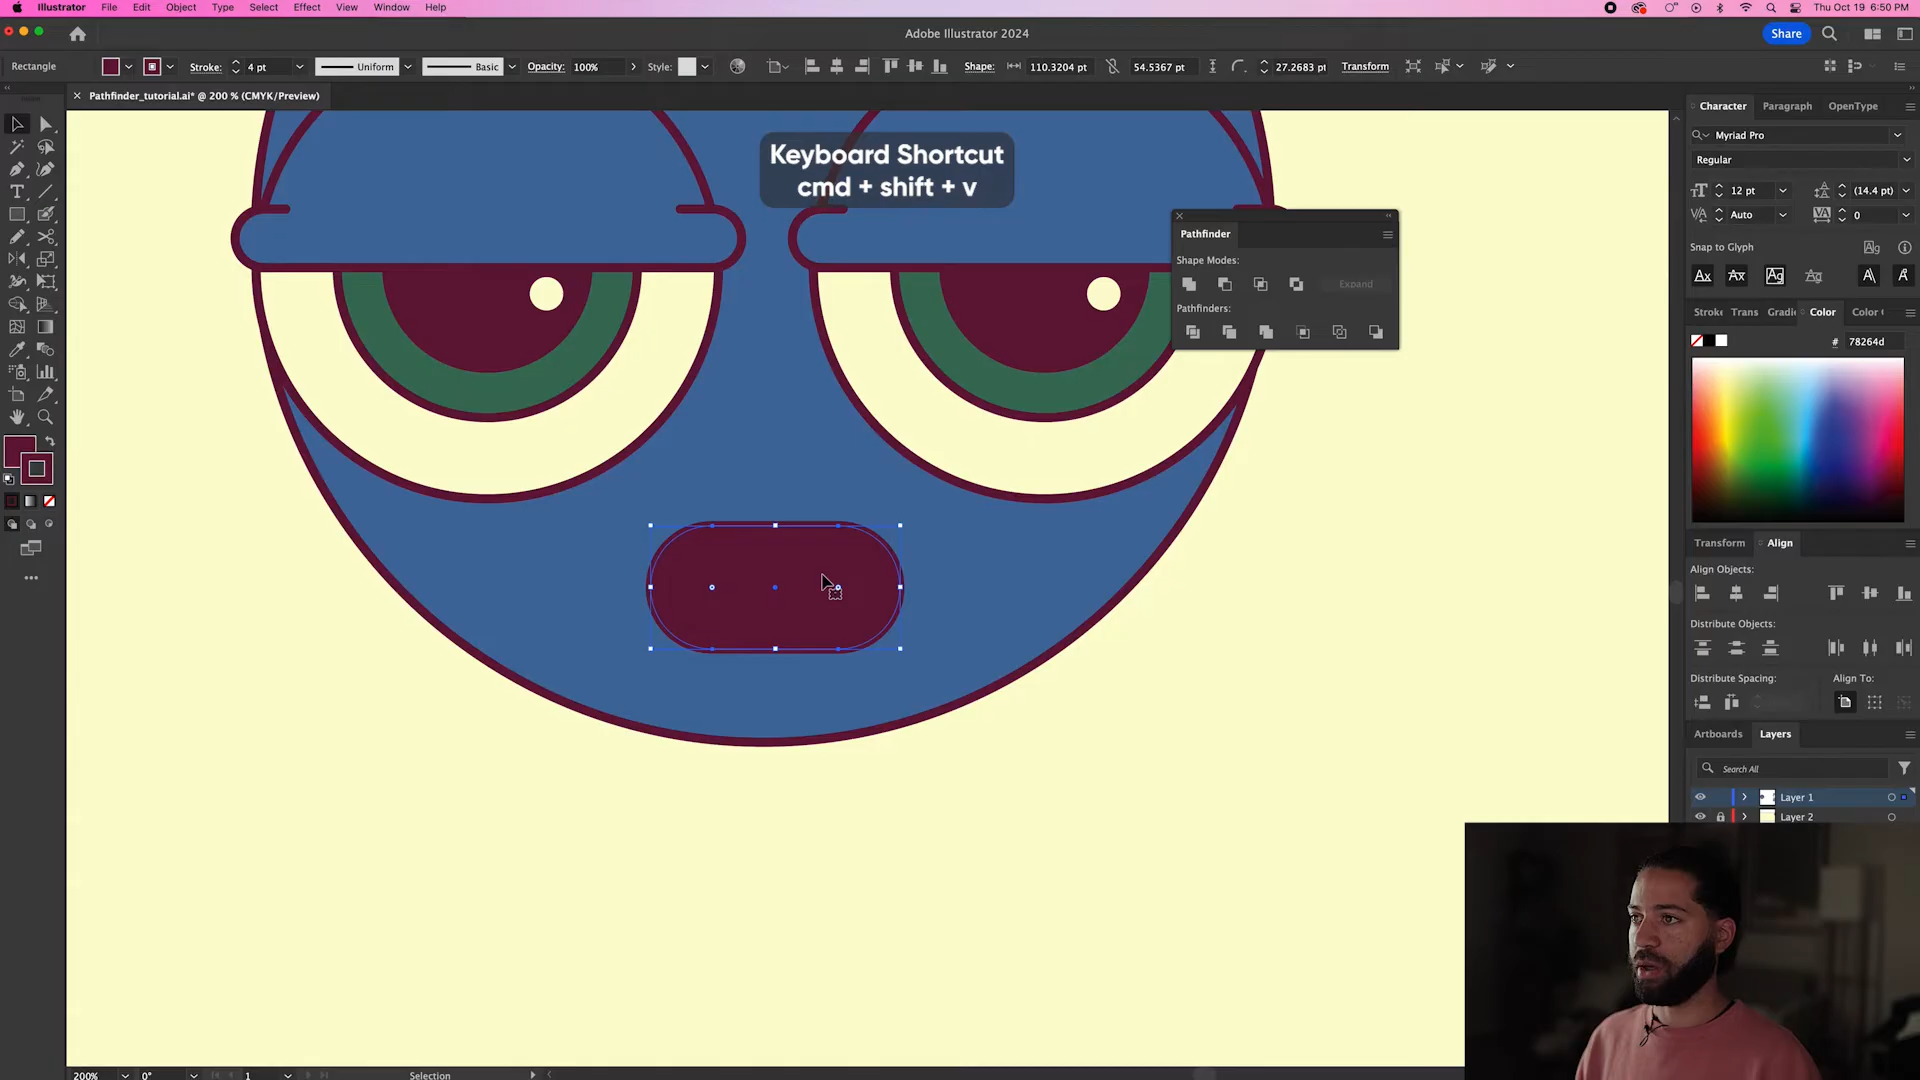 Illustrator File Edit Object Type Select Effect View Window Help Thu Oct 19 6:50 PM
Adobe Illustrator 2024
Share
Rectangle Stroke: 4 pt Uniform Basic Opacity: 100% Style: Shape: 110.3204 pt 54.5367 pt 27.2683 pt Transform
Pathfinder_tutorial.ai* @ 200 % (CMYK/Preview)
Keyboard Shortcut
cmd + shift + v
Pathfinder
Shape Modes:
Expand
Pathfinders:
Character Paragraph OpenType
Myriad Pro
Regular
12 pt (14.4 pt)
Auto 0
Snap to Glyph
Stroke Trans Gradie Color Color
# 78264d
Transform Align
Align Objects:
Distribute Objects:
Distribute Spacing: Align To:
Artboards Layers
Search All
Layer 1
Layer 2
200% 0° 1 Selection